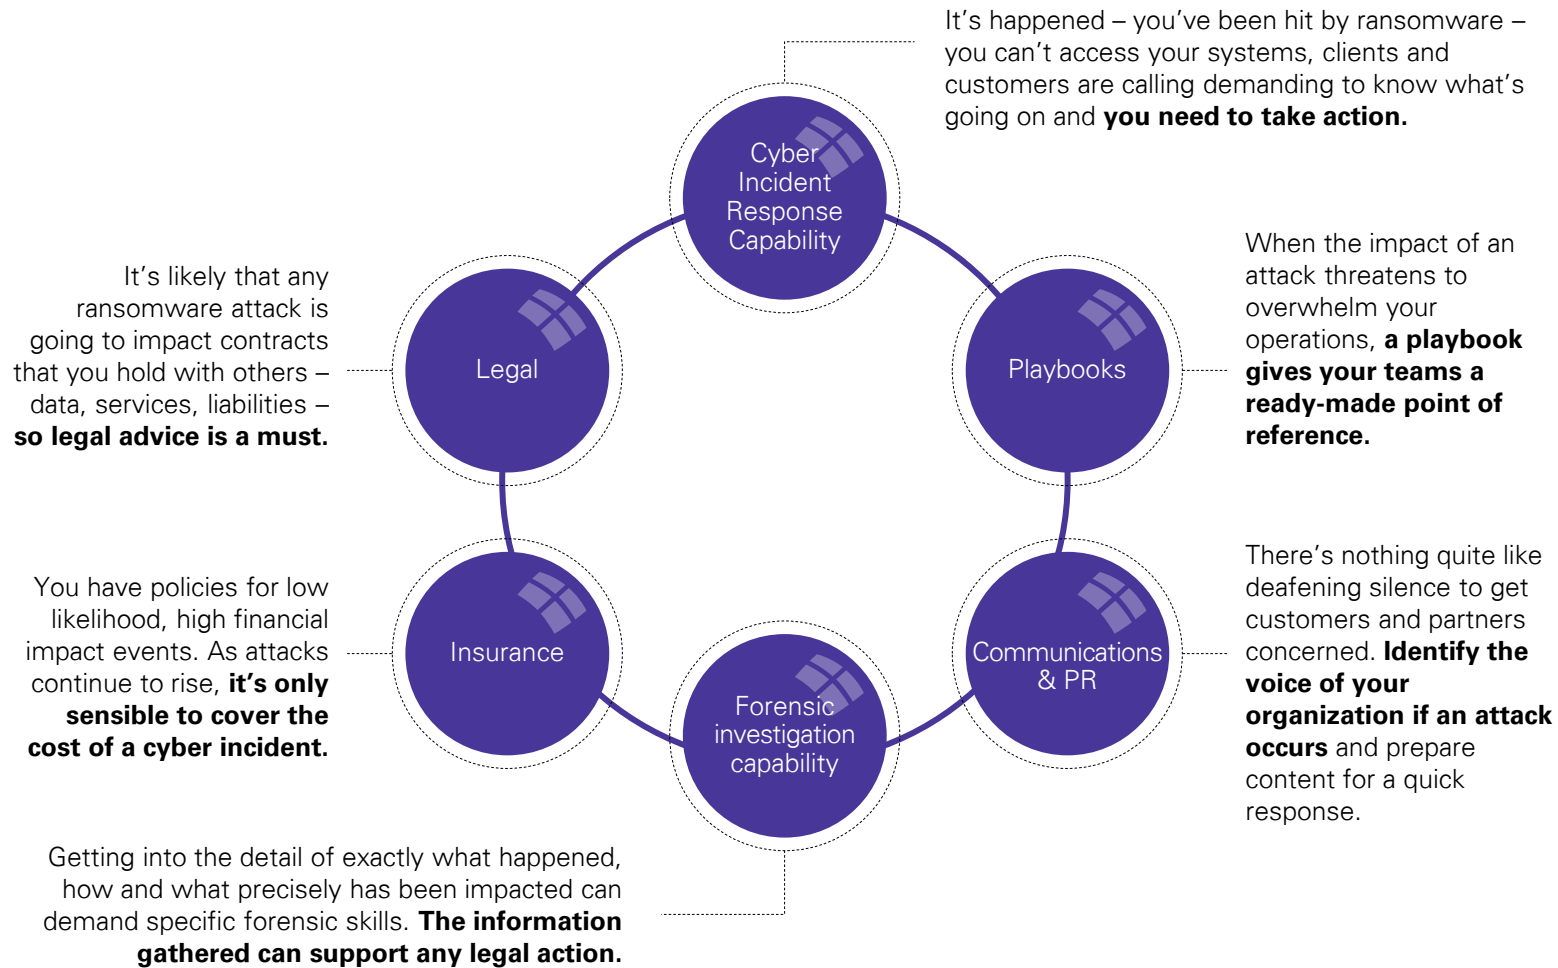 It's happened – you've been hit by ransomware –
you can't access your systems, clients and
customers are calling demanding to know what's
going on and you need to take action.
Cyber
Incident
Response
Capability
When the impact of an
attack threatens to
overwhelm your
operations, a playbook
gives your teams a
ready-made point of
reference.
Playbooks
There's nothing quite like
deafening silence to get
customers and partners
concerned. Identify the
voice of your
organization if an attack
occurs and prepare
content for a quick
response.
Communications
& PR
Forensic
investigation
capability
Getting into the detail of exactly what happened,
how and what precisely has been impacted can
demand specific forensic skills. The information
gathered can support any legal action.
Insurance
You have policies for low
likelihood, high financial
impact events. As attacks
continue to rise, it's only
sensible to cover the
cost of a cyber incident.
Legal
It's likely that any
ransomware attack is
going to impact contracts
that you hold with others –
data, services, liabilities –
so legal advice is a must.